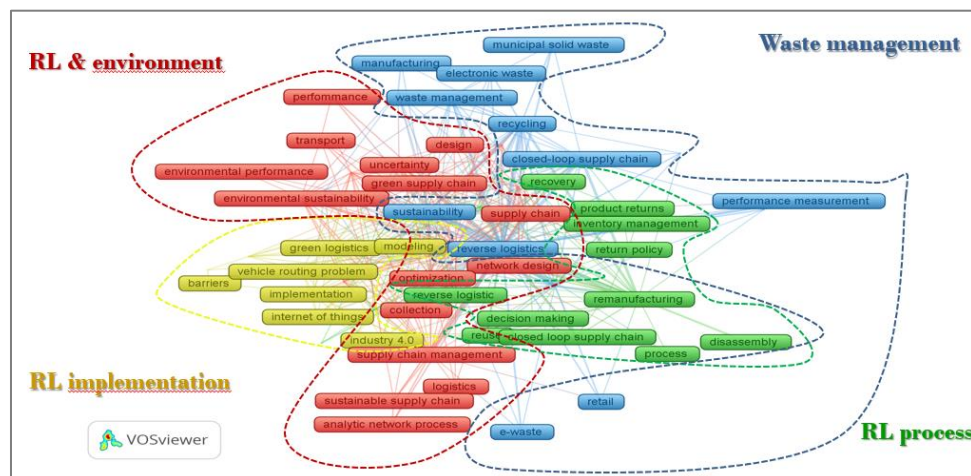 municipal solid waste
Waste management
RL & environment
manufacturing
electronic waste
performmance
waste management
recycling
transport
design
uncertainty
closed-loop supply chain
environmental performance
green supply chain
recovery
environmental sustainability
performance measurement
sustainability
supply chain
product returns
inventory management
green logistics
modeling
reverse logistics
return policy
vehicle routing problem
network design
barriers
optimization
implementation
reverse logistic
remanufacturing
internet of things
collection
decision making
industry 4.0
reuse
closed loop supply chain
disassembly
supply chain management
process
RL implementation
logistics
sustainable supply chain
retail
analytic network process
e-waste
RL process
VOSviewer